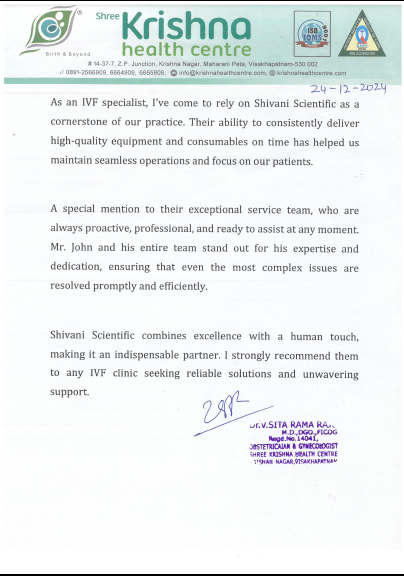 Shree
Krishna
health centre
Birth & Beyond
# 14-37-7, Z.P. Junction, Krishna Nagar, Maharani Peta, Visakhapatnam-530 002
0891-2566909, 6664909, 6665909, info@krishnahealthcentre.com, krishnahealthcentre.com
24-12-2024
As an IVF specialist, I've come to rely on Shivani Scientific as a
cornerstone of our practice. Their ability to consistently deliver
high-quality equipment and consumables on time has helped us
maintain seamless operations and focus on our patients.
A special mention to their exceptional service team, who are
always proactive, professional, and ready to assist at any moment.
Mr. John and his entire team stand out for his expertise and
dedication, ensuring that even the most complex issues are
resolved promptly and efficiently.
Shivani Scientific combines excellence with a human touch,
making it an indispensable partner. I strongly recommend them
to any IVF clinic seeking reliable solutions and unwavering
support.
Dr.V.SITA RAMA
M.D.,DGO.,FICOG
Regd.No.14041,
OBSTETRICAIAN & GYNECOLOGIST
SHREE KRISHNA HEALTH CENTRE
NAGAR,VISAKHAPATNAM